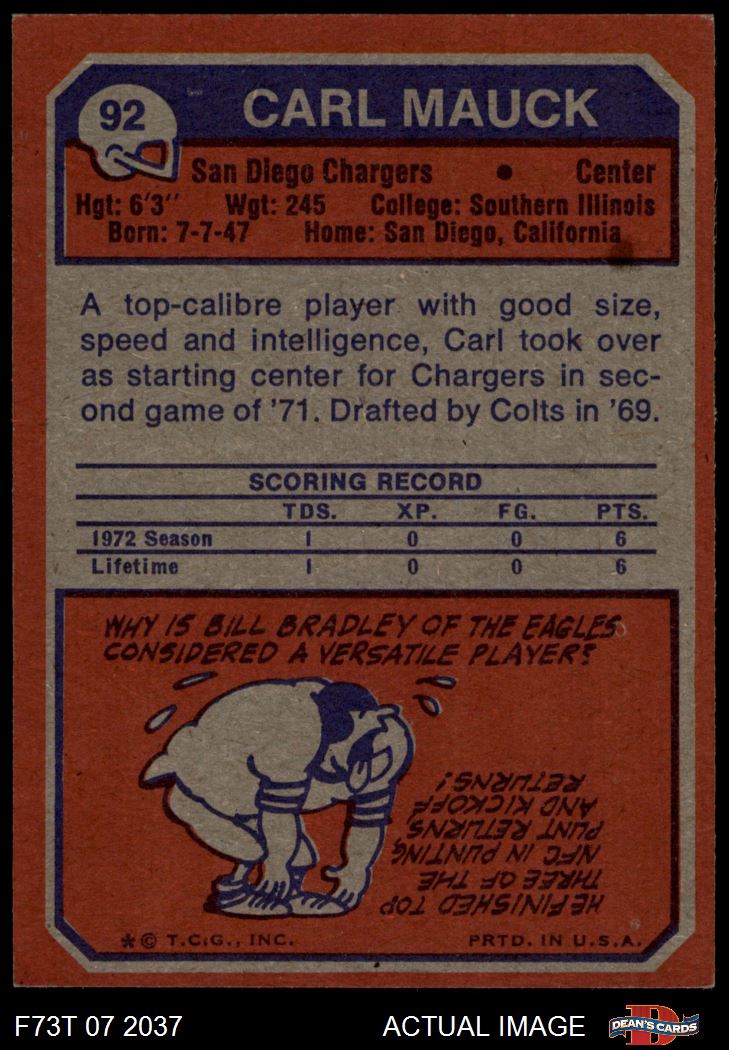 92
CARL MAUCK
San Diego Chargers • Center
Hgt: 6'3'' Wgt: 245 College: Southern Illinois
Born: 7-7-47 Home: San Diego, California
A top-calibre player with good size,
speed and intelligence, Carl took over
as starting center for Chargers in sec-
ond game of '71. Drafted by Colts in '69.
SCORING RECORD
TDS. XP. FG. PTS.
1972 Season 1 0 0 6
Lifetime 1 0 0 6
WHY IS BILL BRADLEY OF THE EAGLES
CONSIDERED A VERSATILE PLAYER?
HE FINISHED TOP
THREE OF THE
NFC IN PUNTING,
PUNT RETURNS
AND KICKOFF
RETURNS!
*© T.C.G., INC. PRTD. IN U.S.A.
F73T 07 2037 ACTUAL IMAGE
D
DEAN'S CARDS